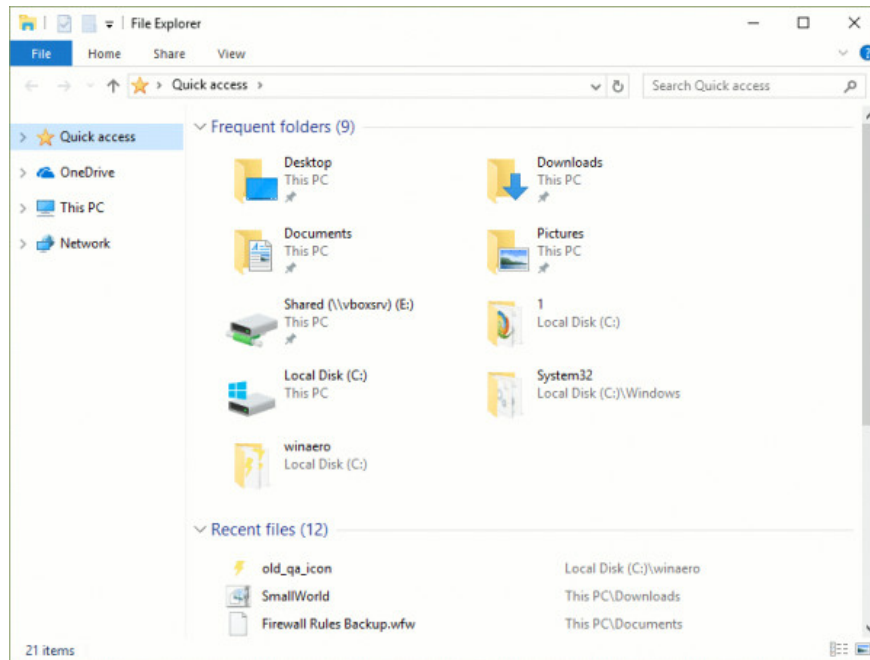 File Explorer
File Home Share View
Quick access
Search Quick access
Quick access
OneDrive
This PC
Network
Frequent folders (9)
Desktop
This PC
Downloads
This PC
Documents
This PC
Pictures
This PC
Shared (\\vboxsrv) (E:)
This PC
1
Local Disk (C:)
Local Disk (C:)
This PC
System32
Local Disk (C:)\Windows
winaero
Local Disk (C:)
Recent files (12)
old_qa_icon Local Disk (C:)\winaero
SmallWorld This PC\Downloads
Firewall Rules Backup.wfw This PC\Documents
21 items